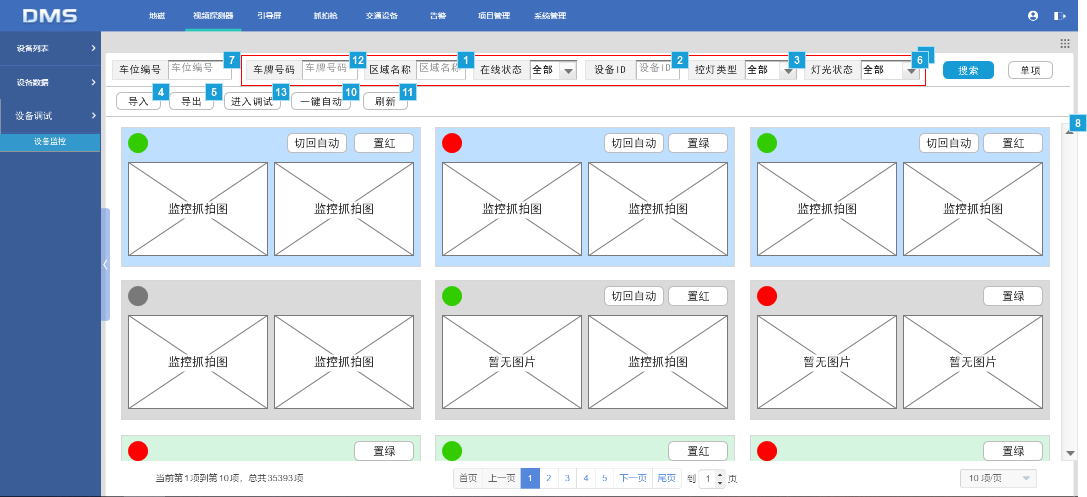 DMS 地磁 视频探测器 引导屏 抓拍枪 交通设备 告警 项目管理 系统管理
设备列表
设备数据
设备调试
设备监控
车位编号 车位编号 7 车牌号码 车牌号码 12 区域名称 区域名称 1 在线状态 全部 设备ID 设备ID 2 控灯类型 全部 3 灯光状态 全部 6 搜索 单项
导入 4 导出 5 进入调试 13 一键自动 10 刷新 11
8
切回自动 置红 切回自动 置绿 切回自动 置红
监控抓拍图 监控抓拍图 监控抓拍图 监控抓拍图 监控抓拍图 监控抓拍图
切回自动 置红 置绿
监控抓拍图 监控抓拍图 暂无图片 监控抓拍图 暂无图片 暂无图片
置绿 置红 置绿
当前第1项到第10项，总共35393项 首页 上一页 1 2 3 4 5 下一页 尾页 到 1 页 10 项/页